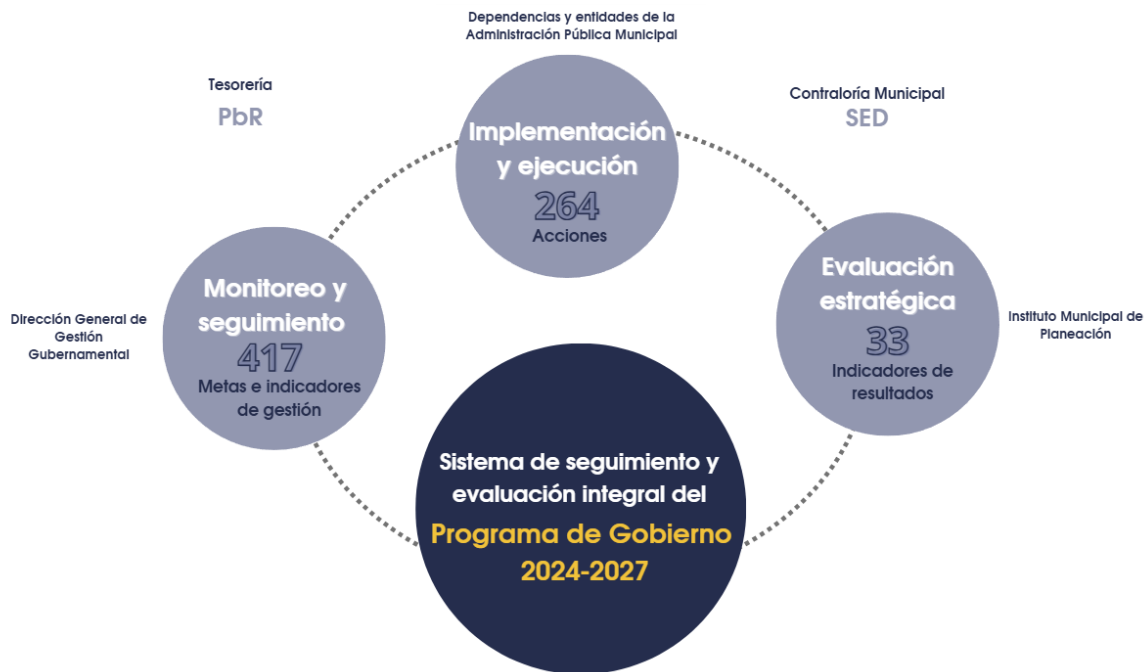 Dependencias y entidades de la
Administración Pública Municipal
Tesorería
PbR
Contraloría Municipal
SED
Implementación
y ejecución
264
Acciones
Monitoreo y
seguimiento
417
Metas e indicadores
de gestión
Dirección General de
Gestión
Gubernamental
Evaluación
estratégica
33
Indicadores de
resultados
Instituto Municipal de
Planeación
Sistema de seguimiento y
evaluación integral del
Programa de Gobierno
2024-2027